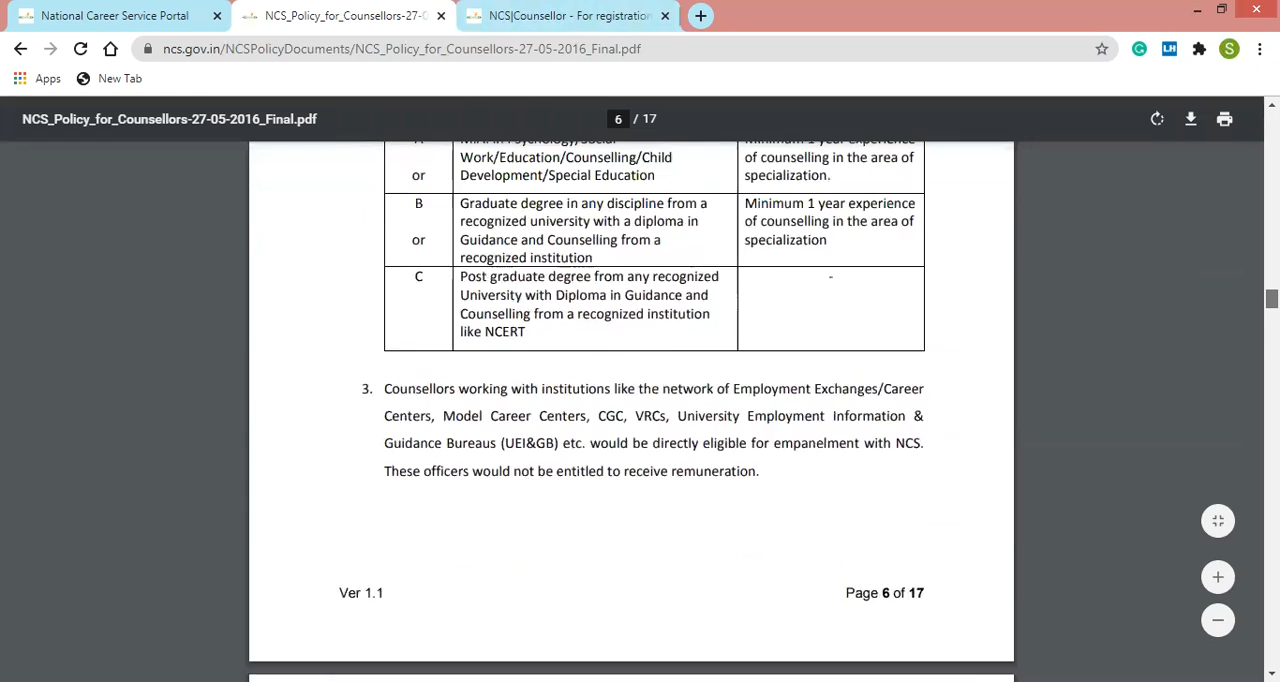 National Career Service Portal
NCS_Policy_for_Counsellors-27-0
NCS|Counsellor - For registration
ncs.gov.in/NCSPolicyDocuments/NCS_Policy_for_Counsellors-27-05-2016_Final.pdf
LH
S
Apps
New Tab
NCS_Policy_for_Counsellors-27-05-2016_Final.pdf
6 / 17
A
Psychology/Social
Minimum 1 year experience
Work/Education/Counselling/Child
of counselling in the area of
or
Development/Special Education
specialization.
B
Graduate degree in any discipline from a
Minimum 1 year experience
recognized university with a diploma in
of counselling in the area of
or
Guidance and Counselling from a
specialization
recognized institution
C
Post graduate degree from any recognized
-
University with Diploma in Guidance and
Counselling from a recognized institution
like NCERT
3. Counsellors working with institutions like the network of Employment Exchanges/Career
Centers, Model Career Centers, CGC, VRCs, University Employment Information &
Guidance Bureaus (UEI&GB) etc. would be directly eligible for empanelment with NCS.
These officers would not be entitled to receive remuneration.
Ver 1.1
Page 6 of 17